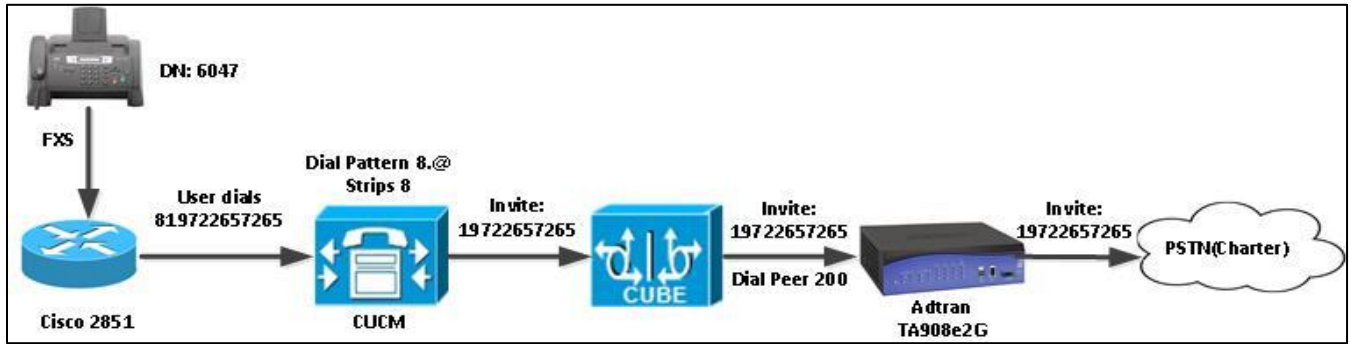 DN: 6047
FXS
Cisco 2851
User dials
819722657265
Dial Pattern 8.@
Strips 8
CUCM
Invite:
19722657265
CUBE
Invite:
19722657265
Dial Peer 200
Adtran
TA908e2G
Invite:
19722657265
PSTN(Charter)